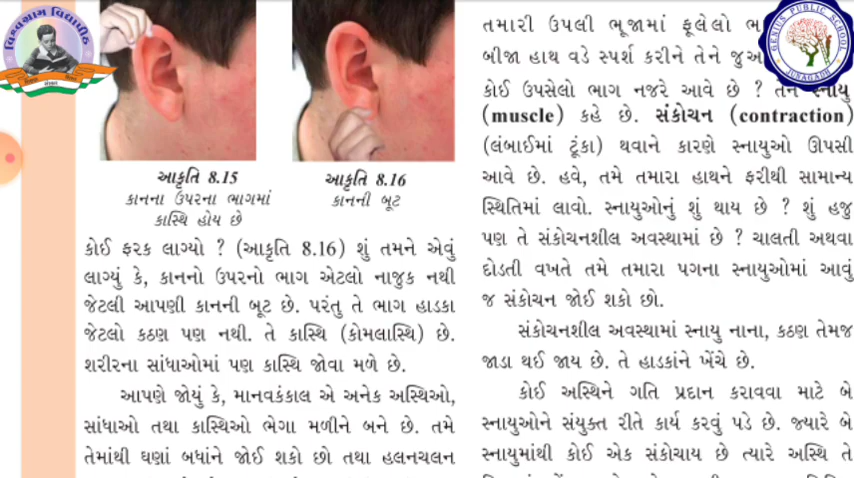 વિશ્વગ્રામ વિદ્યાપીઠ
GENIUS PUBLIC SCHOOL
JUNAGADH
આકૃતિ 8.15
કાનના ઉપરના ભાગમાં
કાસ્થિ હોય છે
આકૃતિ 8.16
કાનની બૂટ
કોઈ ફરક લાગ્યો ? (આકૃતિ 8.16) શું તમને એવું
લાગ્યું કે, કાનનો ઉપરનો ભાગ એટલો નાજુક નથી
જેટલી આપણી કાનની બૂટ છે. પરંતુ તે ભાગ હાડકા
જેટલો કઠણ પણ નથી. તે કાસ્થિ (કોમલાસ્થિ) છે.
શરીરના સાંધાઓમાં પણ કાસ્થિ જોવા મળે છે.
આપણે જોયું કે, માનવકંકાલ એ અનેક અસ્થિઓ,
સાંધાઓ તથા કાસ્થિઓ ભેગા મળીને બને છે. તમે
તેમાંથી ઘણાં બધાંને જોઈ શકો છો તથા હલનચલન
તમારી ઉપલી ભૂજામાં ફૂલેલો
બીજા હાથ વડે સ્પર્શ કરીને તેને
કોઈ ઉપસેલો ભાગ નજરે આવે છે ? તેને સ્નાયુ
(muscle) કહે છે. સંકોચન (contraction)
(લંબાઈમાં ટૂંકા) થવાને કારણે સ્નાયુઓ ઊપસી
આવે છે. હવે, તમે તમારા હાથને ફરીથી સામાન્ય
સ્થિતિમાં લાવો. સ્નાયુઓનું શું થાય છે ? શું હજુ
પણ તે સંકોચનશીલ અવસ્થામાં છે ? ચાલતી અથવા
દોડતી વખતે તમે તમારા પગના સ્નાયુઓમાં આવું
જ સંકોચન જોઈ શકો છો.
સંકોચનશીલ અવસ્થામાં સ્નાયુ નાના, કઠણ તેમજ
જાડા થઈ જાય છે. તે હાડકાંને ખેંચે છે.
કોઈ અસ્થિને ગતિ પ્રદાન કરાવવા માટે બે
સ્નાયુઓને સંયુક્ત રીતે કાર્ય કરવું પડે છે. જ્યારે બે
સ્નાયુમાંથી કોઈ એક સંકોચાય છે ત્યારે અસ્થિ તે